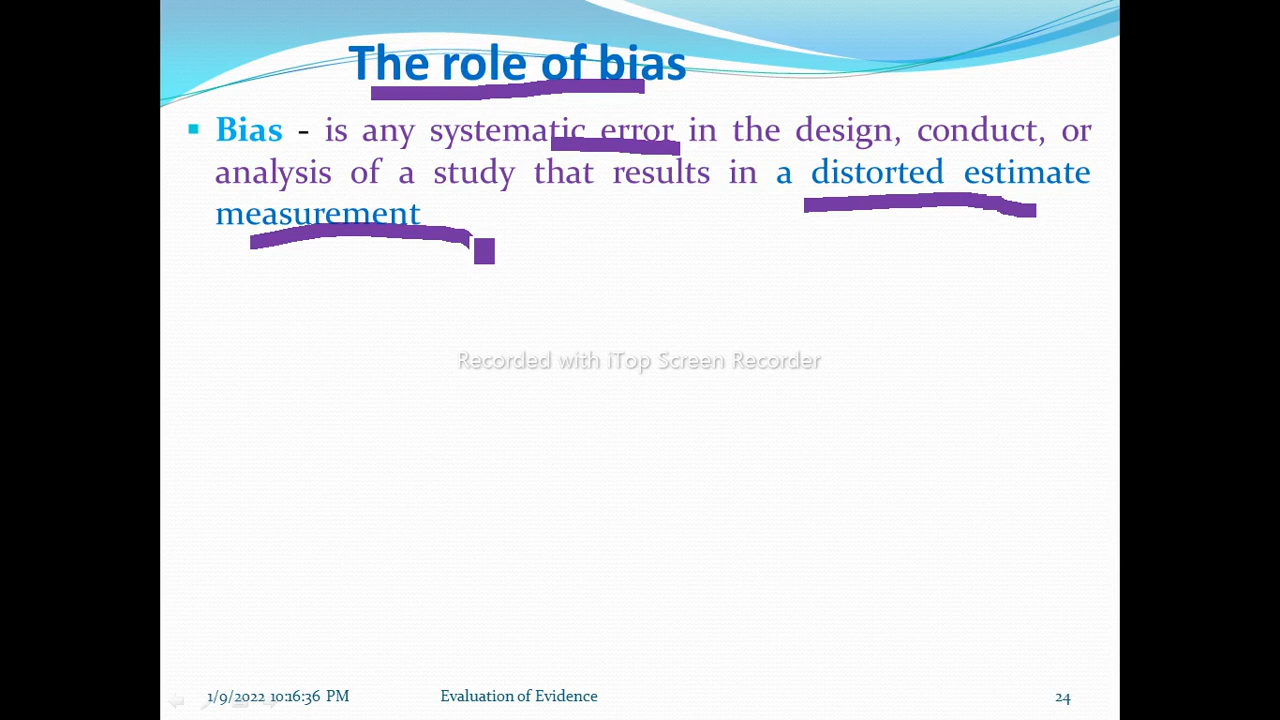 The role of bias
▪ Bias - is any systematic error in the design, conduct, or
analysis of a study that results in a distorted estimate
measurement
Recorded with iTop Screen Recorder
1/9/2022 10:16:36 PM Evaluation of Evidence 24